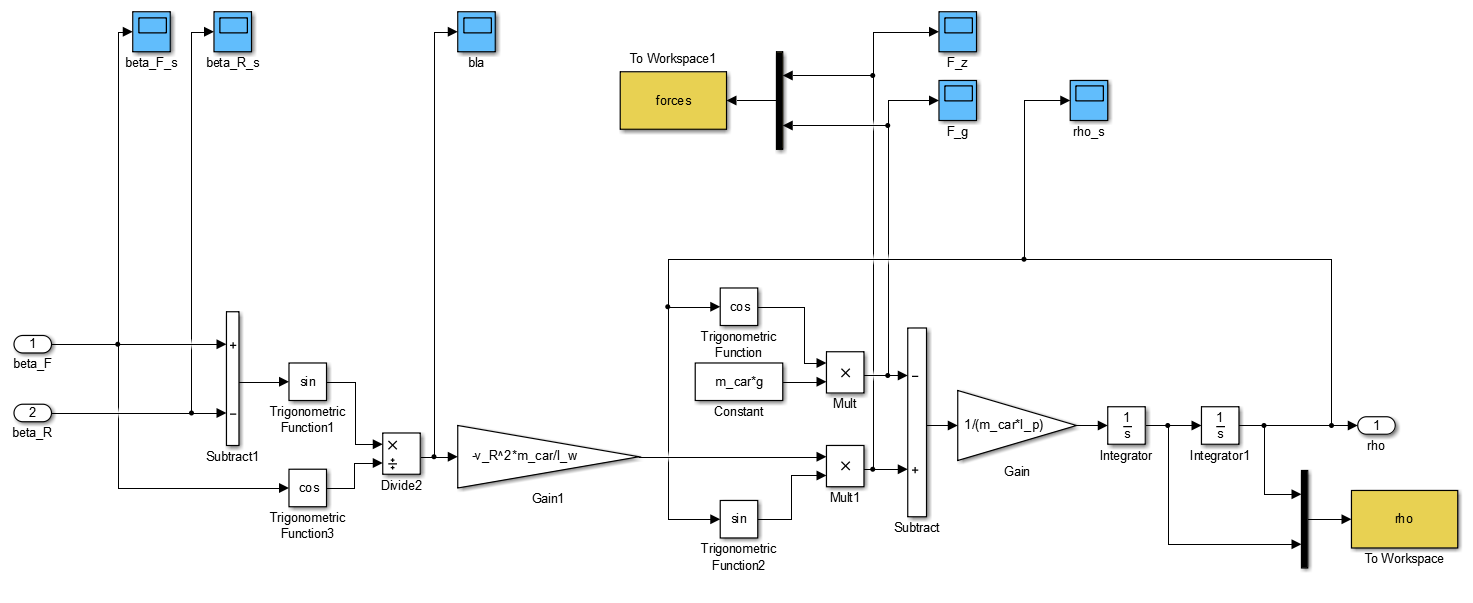 beta_F_s
beta_R_s
bla
To Workspace1
forces
F_z
F_g
rho_s
1
beta_F
2
beta_R
+
−
Subtract1
sin
Trigonometric
Function1
cos
Trigonometric
Function3
×
÷
Divide2
-v_R^2*m_car/l_w
Gain1
cos
Trigonometric
Function
m_car*g
Constant
×
Mult
×
Mult1
sin
Trigonometric
Function2
−
+
Subtract
1/(m_car*l_p)
Gain
1
s
Integrator
1
s
Integrator1
1
rho
rho
To Workspace